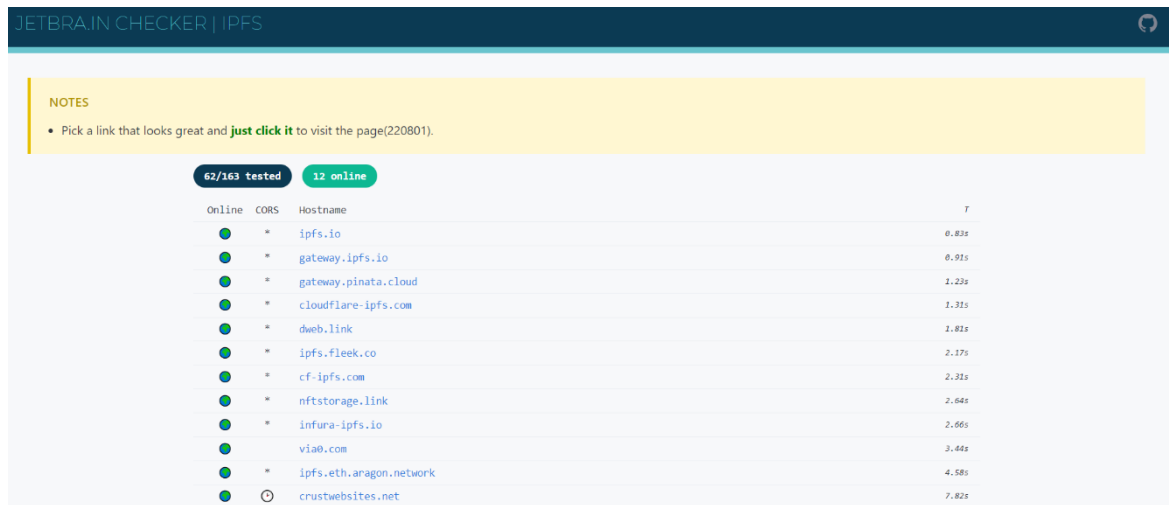 JETBRA.IN CHECKER | IPFS
NOTES
• Pick a link that looks great and just click it to visit the page(220801).
62/163 tested 12 online
Online CORS Hostname T
* ipfs.io 0.83s
* gateway.ipfs.io 0.91s
* gateway.pinata.cloud 1.23s
* cloudflare-ipfs.com 1.31s
* dweb.link 1.81s
* ipfs.fleek.co 2.17s
* cf-ipfs.com 2.31s
* nftstorage.link 2.64s
* infura-ipfs.io 2.66s
via0.com 3.44s
* ipfs.eth.aragon.network 4.58s
crustwebsites.net 7.82s